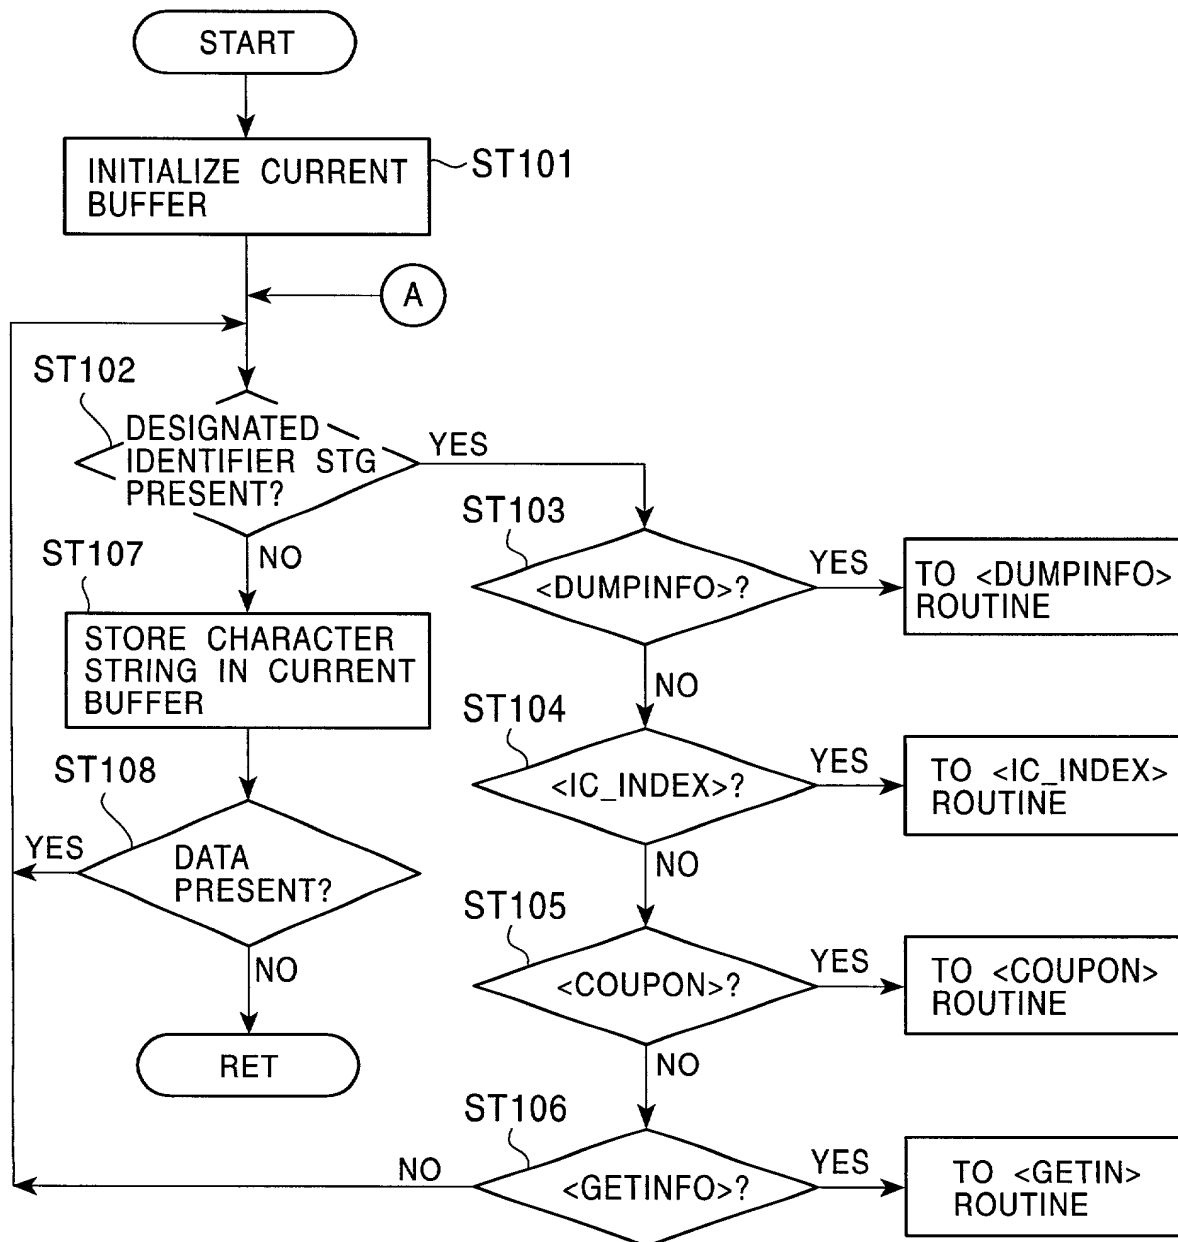 START
INITIALIZE CURRENT
BUFFER
ST101
A
ST102
DESIGNATED
IDENTIFIER STG
PRESENT?
YES
NO
ST103
<DUMPINFO>?
YES
TO <DUMPINFO>
ROUTINE
NO
ST107
STORE CHARACTER
STRING IN CURRENT
BUFFER
ST104
<IC_INDEX>?
YES
TO <IC_INDEX>
ROUTINE
NO
ST108
DATA
PRESENT?
YES
NO
RET
ST105
<COUPON>?
YES
TO <COUPON>
ROUTINE
NO
ST106
<GETINFO>?
NO
YES
TO <GETIN>
ROUTINE